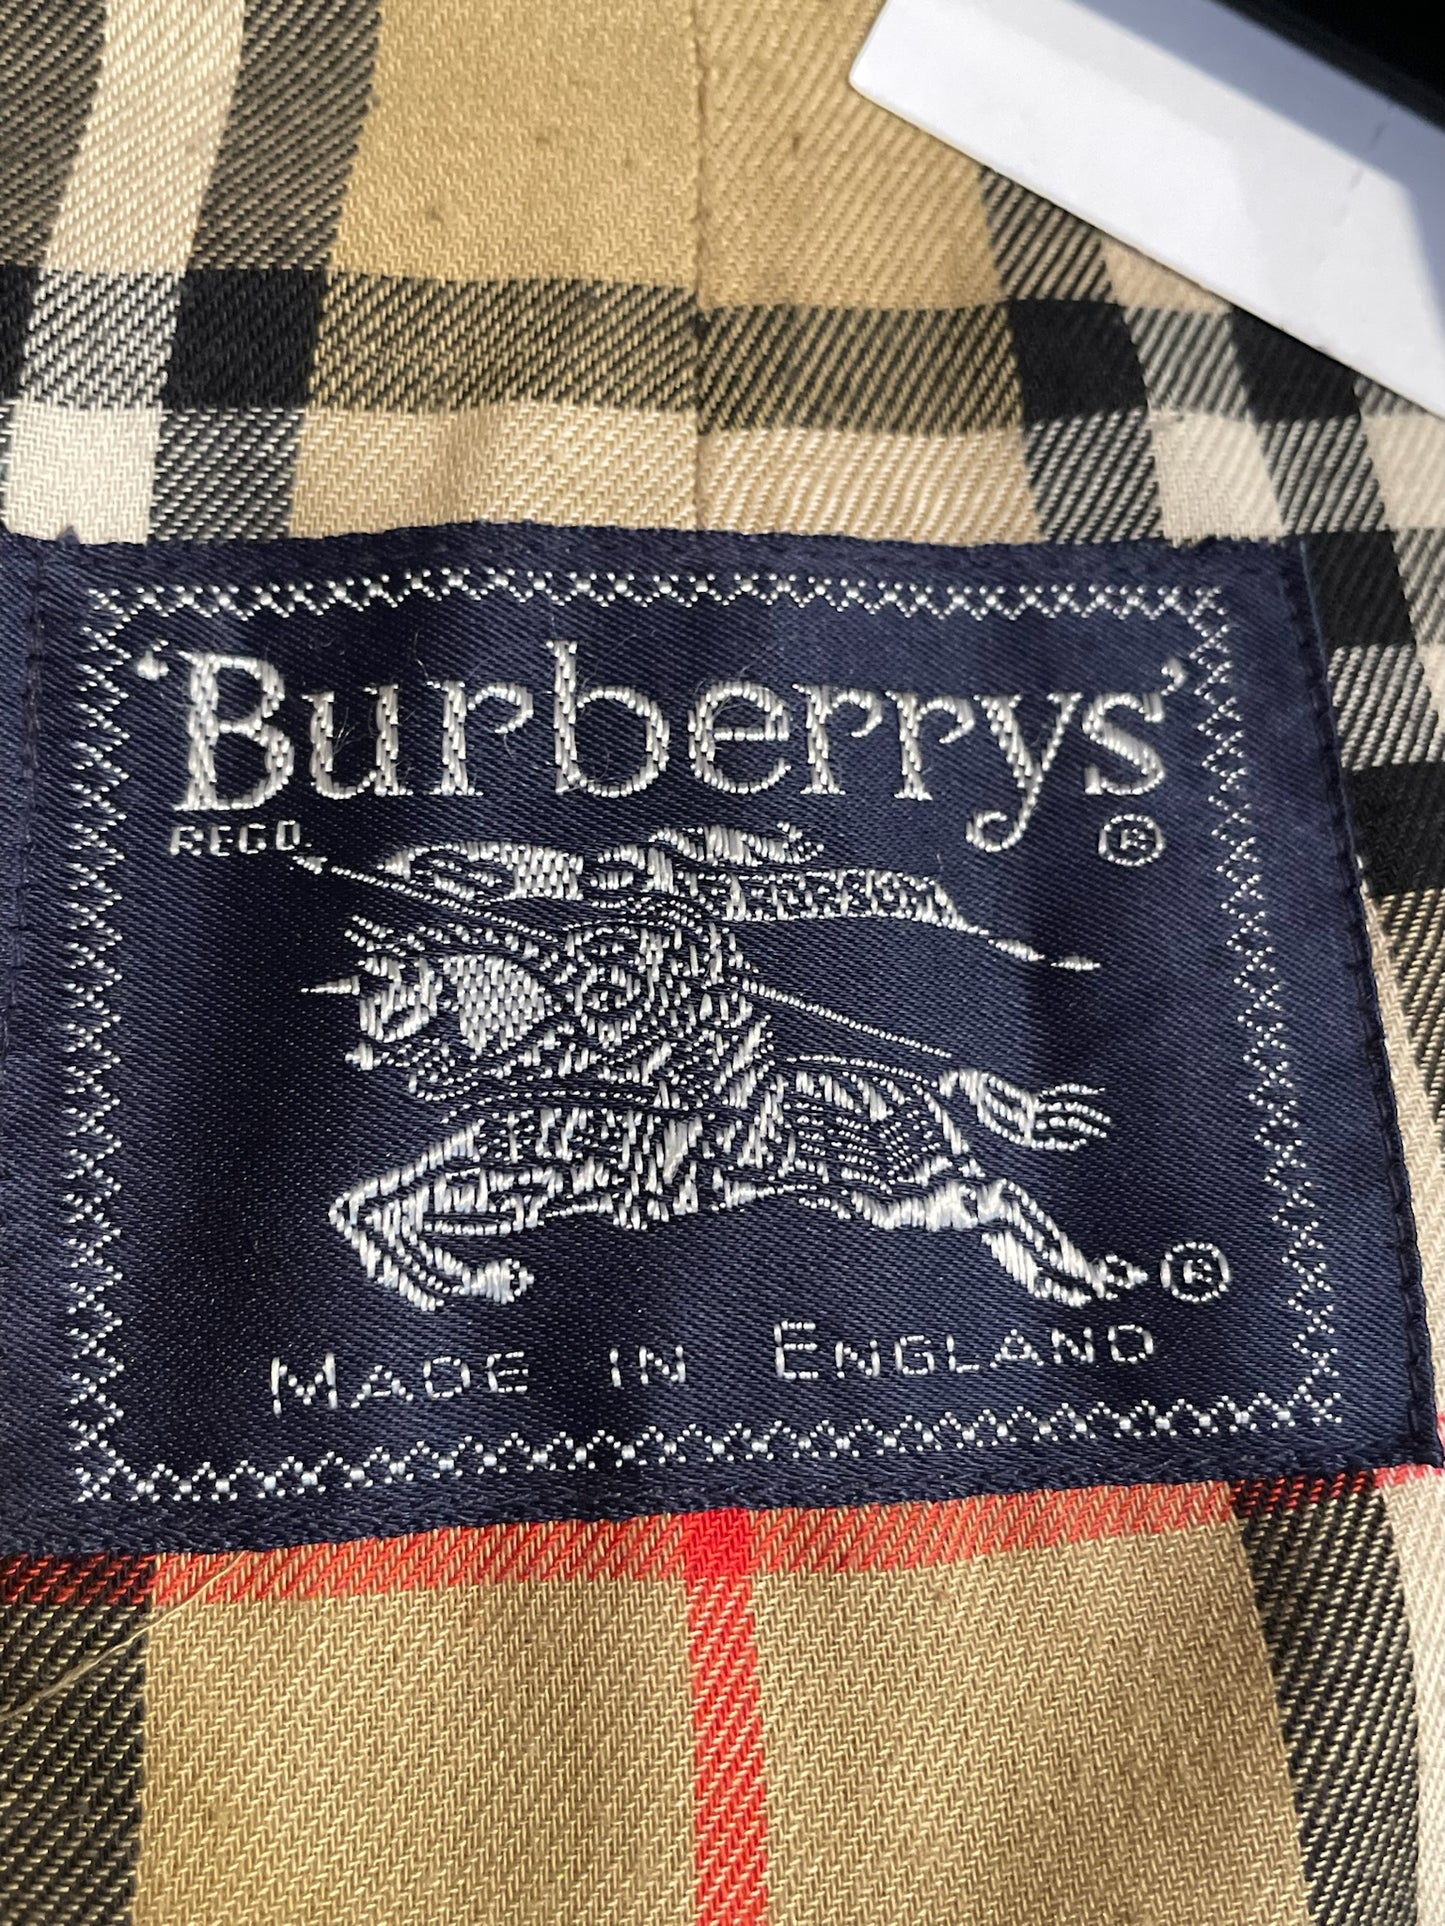 'Burberrys'
REGD. ®
®
MADE IN ENGLAND